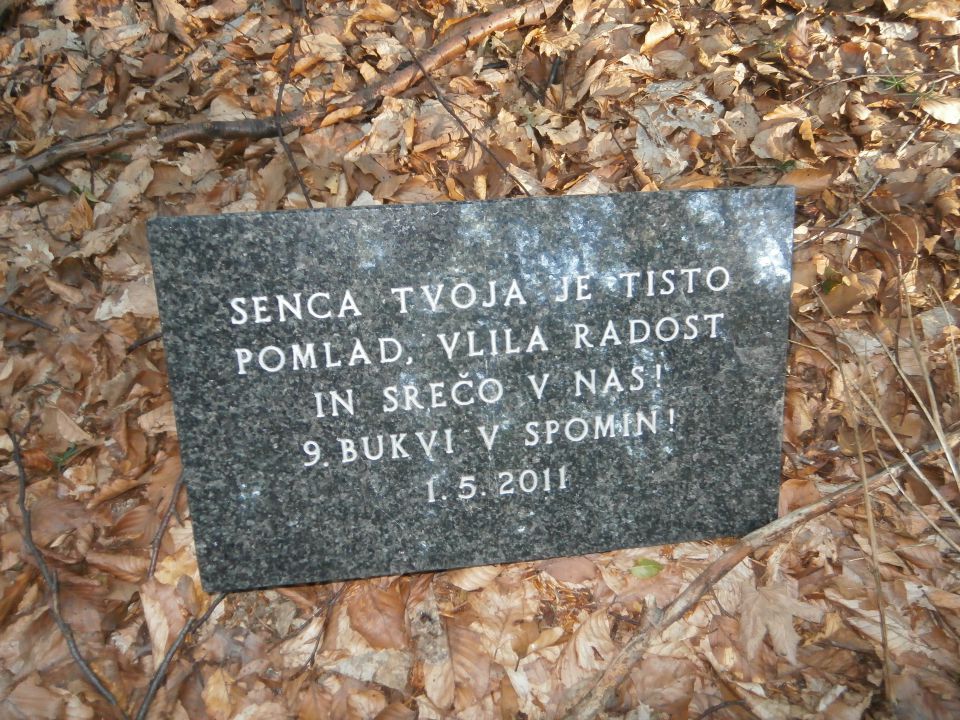 SENCA TVOJA JE TISTO
POMLAD, VLILA RADOST
IN SREČO V NAS!
9. BUKVI V SPOMIN!
1. 5. 2011